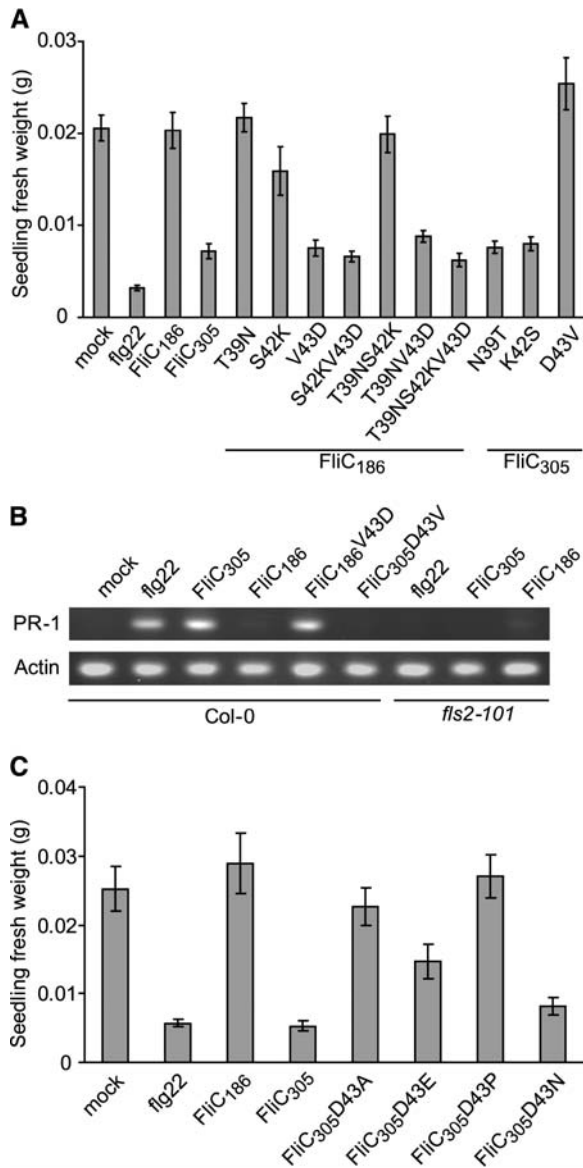 A
Seedling fresh weight (g)
0.03
0.02
0.01
0
mock
flg22
FliC186
FliC305
T39N
S42K
V43D
S42KV43D
T39NS42K
T39NV43D
T39NS42KV43D
N39T
K42S
D43V
FliC186
FliC305
B
mock
flg22
FliC305
FliC186
FliC186V43D
FliC305D43V
flg22
FliC305
FliC186
PR-1
Actin
Col-0
fls2-101
C
Seedling fresh weight (g)
0.04
0.03
0.02
0.01
0
mock
flg22
FliC186
FliC305
FliC305D43A
FliC305D43E
FliC305D43P
FliC305D43N